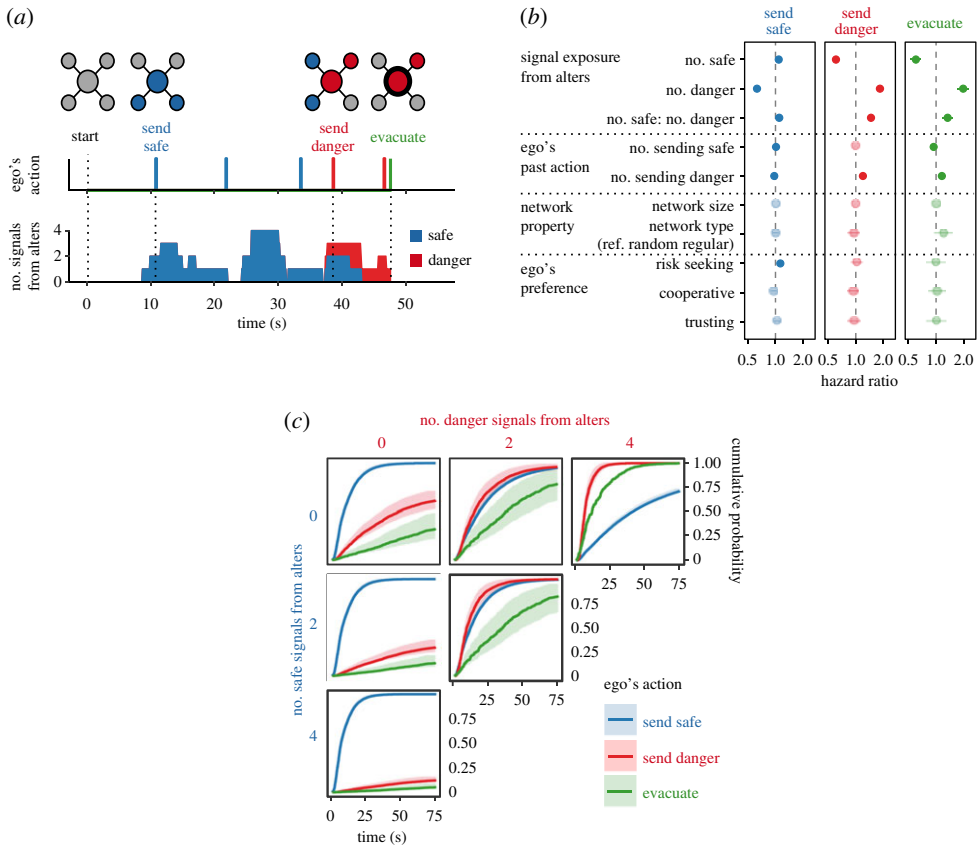 (a)
start
send
safe
send
danger
evacuate
ego's
action
no. signals
from alters
4
2
0
safe
danger
0 10 20 30 40 50
time (s)
(b)
send
safe
send
danger
evacuate
signal exposure
from alters
no. safe
no. danger
no. safe: no. danger
ego's
past action
no. sending safe
no. sending danger
network
property
network size
network type
(ref. random regular)
ego's
preference
risk seeking
cooperative
trusting
0.5 1.0 2.0 0.5 1.0 2.0 0.5 1.0 2.0
hazard ratio
(c)
no. danger signals from alters
0 2 4
no. safe signals from alters
0
2
4
cumulative probability
1.00
0.75
0.50
0.25
0
25 50 75
0.75
0.50
0.25
0
25 50 75
0.75
0.50
0.25
0
0 25 50 75
time (s)
ego's action
send safe
send danger
evacuate